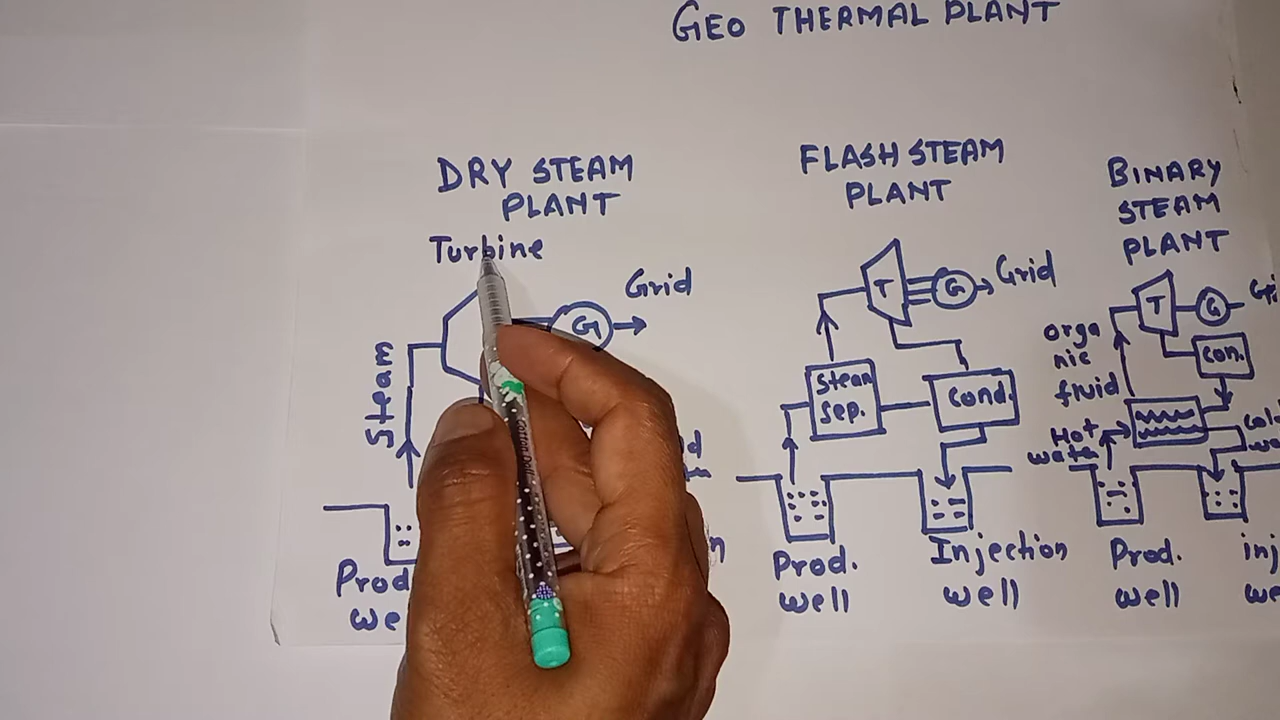 GEO THERMAL PLANT
DRY STEAM
PLANT
Turbine
Grid
G
Steam
FLASH STEAM
PLANT
T
G
Grid
Steam
Sep.
Cond.
Prod.
well
Injection
well
BINARY
STEAM
PLANT
T
G
Con.
orga
nic
fluid
Hot
water
Prod.
well